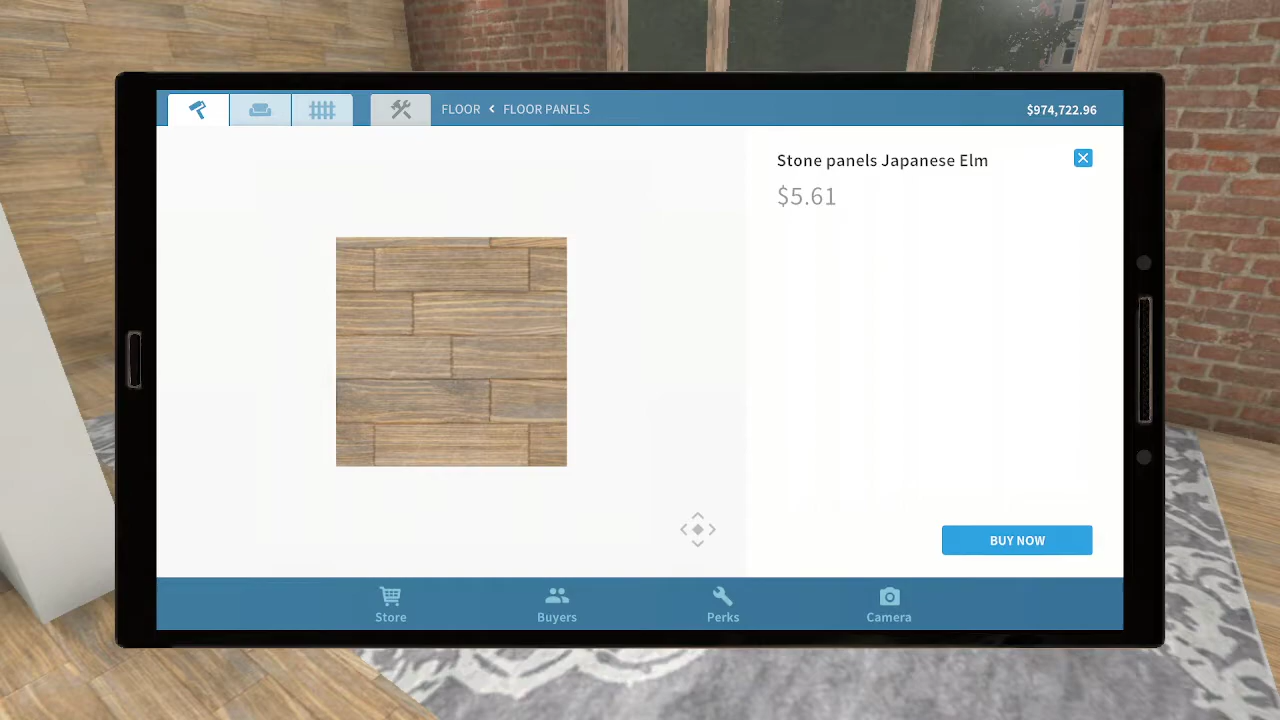 FLOOR < FLOOR PANELS
$974,722.96
Stone panels Japanese Elm
$5.61
BUY NOW
Store
Buyers
Perks
Camera